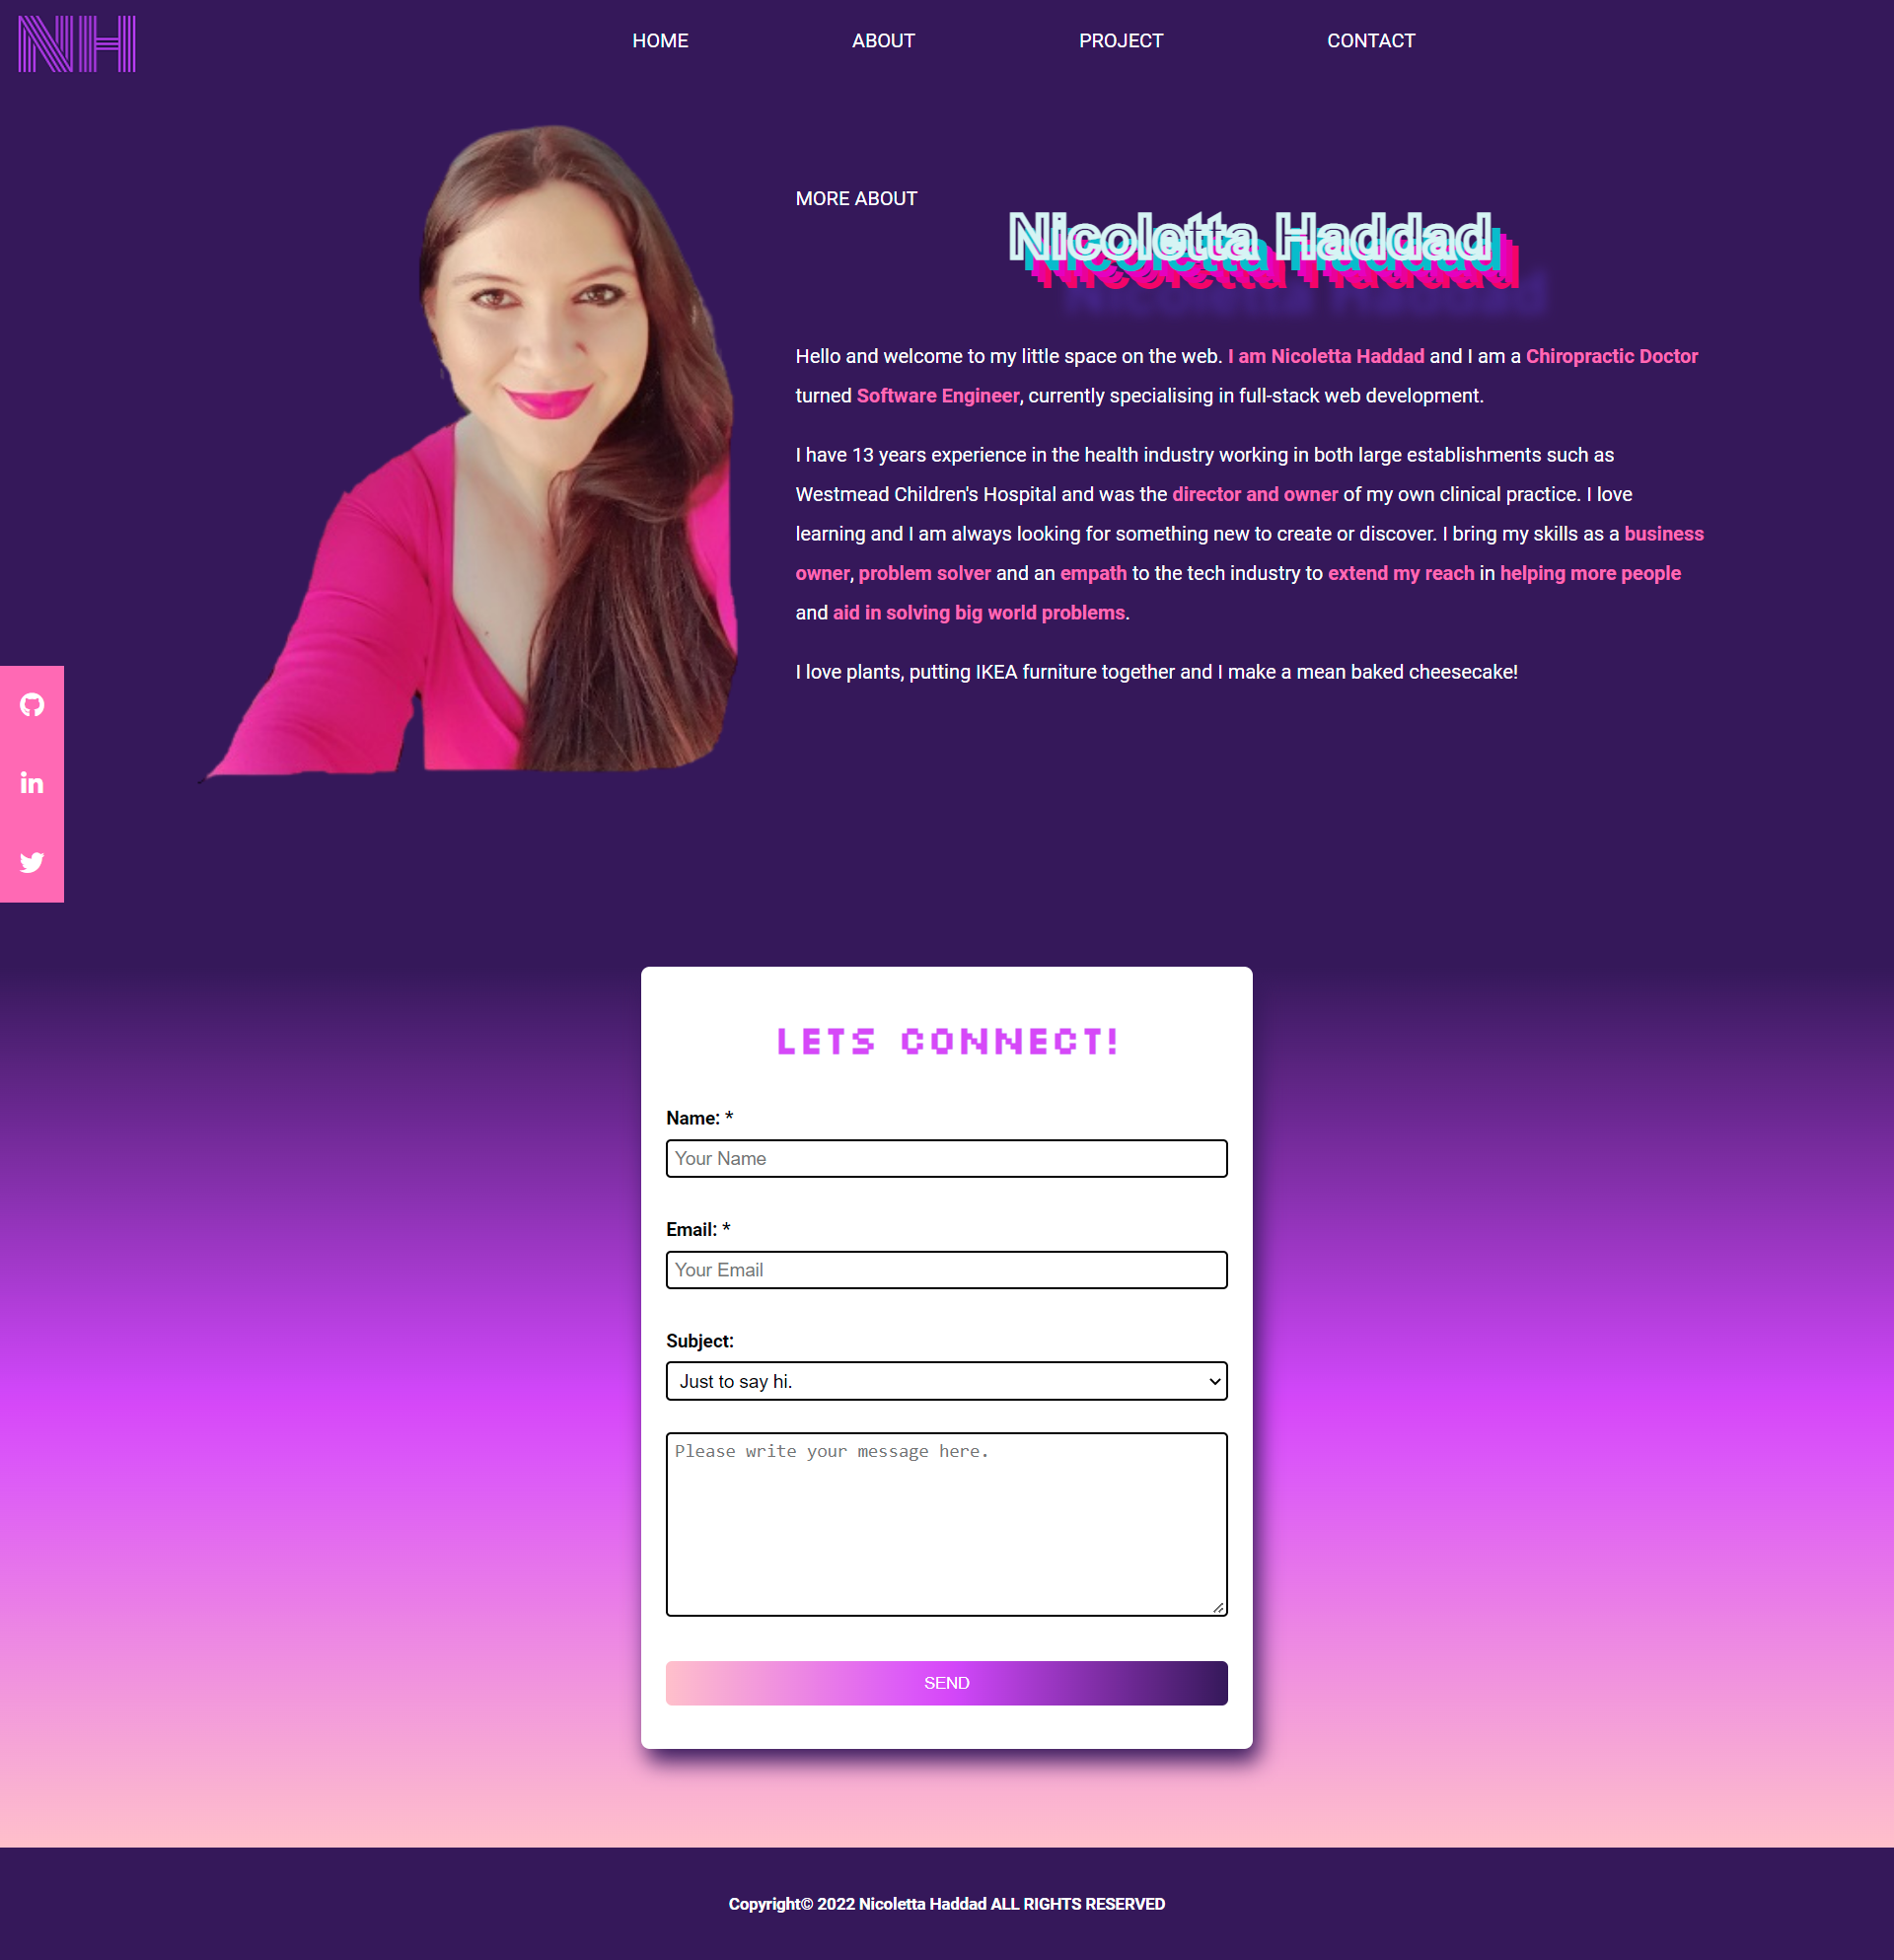 NH
HOME
ABOUT
PROJECT
CONTACT
MORE ABOUT
Nicoletta Haddad
Hello and welcome to my little space on the web. I am Nicoletta Haddad and I am a Chiropractic Doctor
turned Software Engineer, currently specialising in full-stack web development.
I have 13 years experience in the health industry working in both large establishments such as
Westmead Children's Hospital and was the director and owner of my own clinical practice. I love
learning and I am always looking for something new to create or discover. I bring my skills as a business
owner, problem solver and an empath to the tech industry to extend my reach in helping more people
and aid in solving big world problems.
I love plants, putting IKEA furniture together and I make a mean baked cheesecake!
in
LETS CONNECT!
Name: *
Your Name
Email: *
Your Email
Subject:
Just to say hi.
Please write your message here.
SEND
Copyright© 2022 Nicoletta Haddad ALL RIGHTS RESERVED